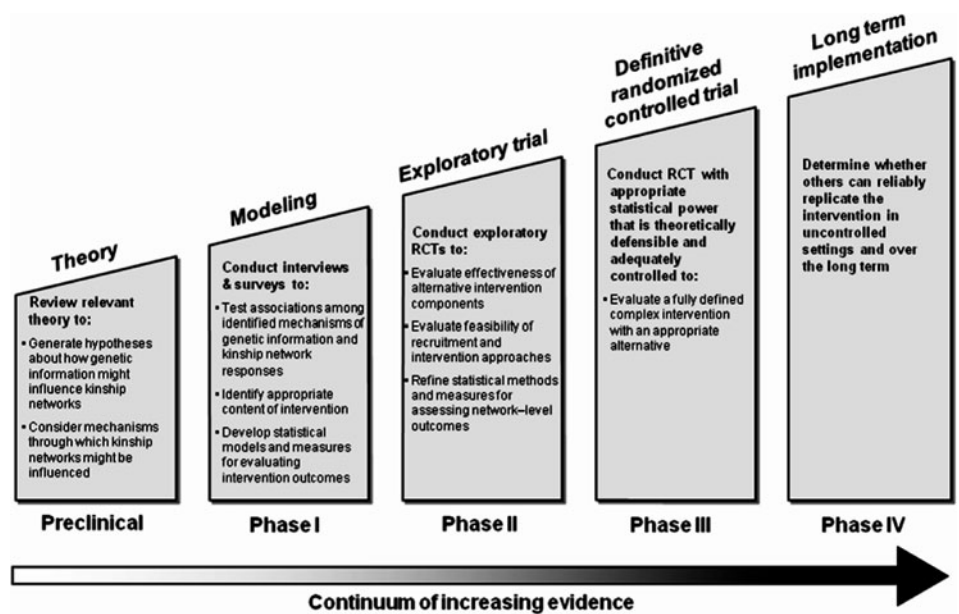 Theory
Review relevant
theory to:
• Generate hypotheses
about how genetic
information might
influence kinship
networks
• Consider mechanisms
through which kinship
networks might be
influenced
Preclinical
Modeling
Conduct interviews
& surveys to:
• Test associations among
identified mechanisms of
genetic information and
kinship network
responses
• Identify appropriate
content of intervention
• Develop statistical
models and measures
for evaluating
intervention outcomes
Phase I
Exploratory trial
Conduct exploratory
RCTs to:
• Evaluate effectiveness of
alternative intervention
components
• Evaluate feasibility of
recruitment and
intervention approaches
• Refine statistical methods
and measures for
assessing network–level
outcomes
Phase II
Definitive
randomized
controlled trial
Conduct RCT with
appropriate
statistical power
that is theoretically
defensible and
adequately
controlled to:
• Evaluate a fully defined
complex intervention
with an appropriate
alternative
Phase III
Long term
implementation
Determine whether
others can reliably
replicate the
intervention in
uncontrolled
settings and over
the long term
Phase IV
Continuum of increasing evidence